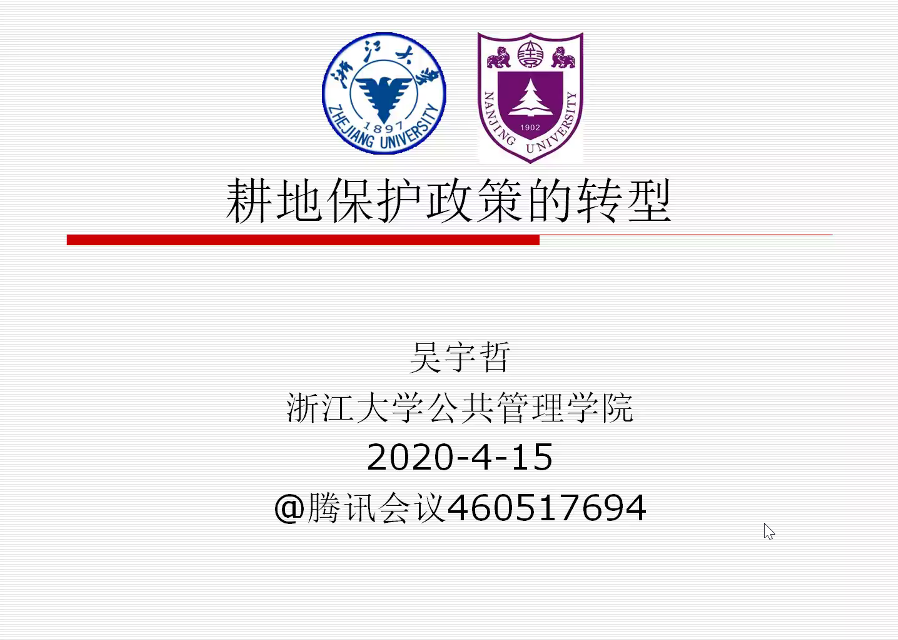 浙江大学
1897
ZHEJIANG UNIVERSITY
1902
NANJING UNIVERSITY
耕地保护政策的转型
吴宇哲
浙江大学公共管理学院
2020-4-15
@腾讯会议460517694